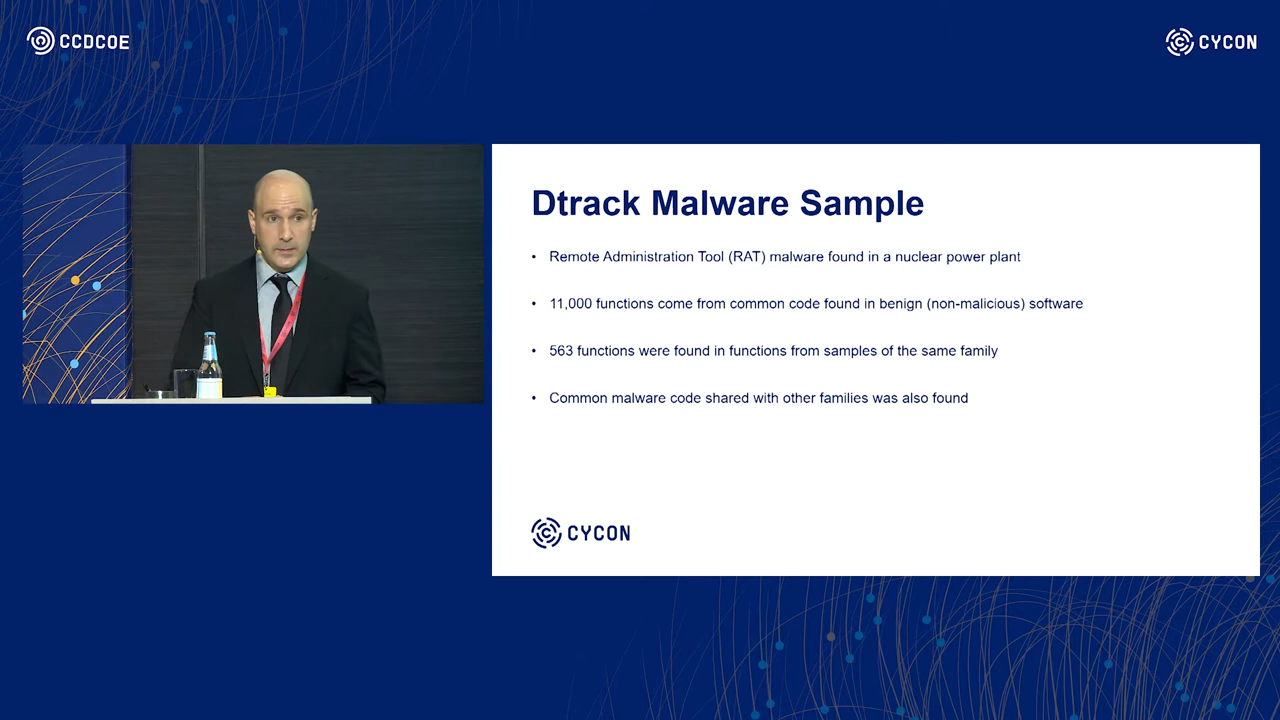 CCDCOE
CYCON
Dtrack Malware Sample
• Remote Administration Tool (RAT) malware found in a nuclear power plant
• 11,000 functions come from common code found in benign (non-malicious) software
• 563 functions were found in functions from samples of the same family
• Common malware code shared with other families was also found
CYCON